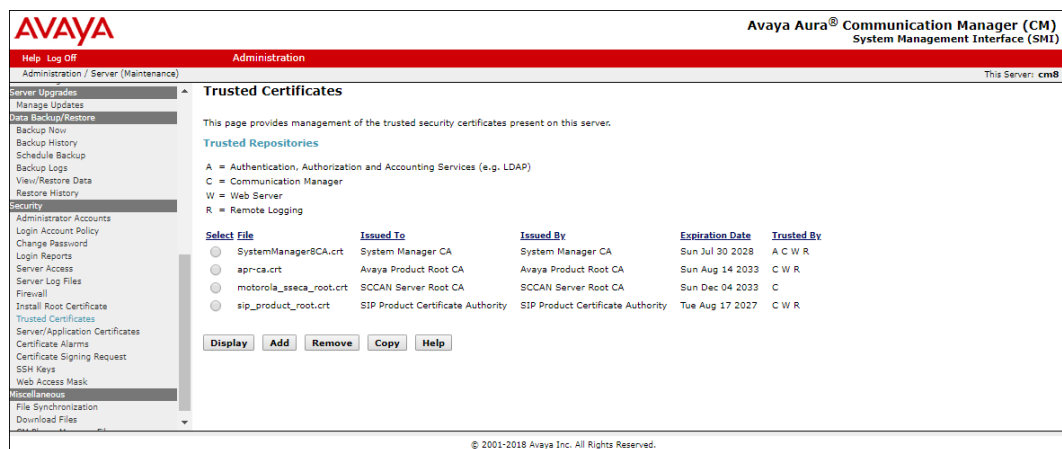 AVAYA
Avaya Aura® Communication Manager (CM)
System Management Interface (SMI)
Help Log Off
Administration
Administration / Server (Maintenance)
This Server: cm8
Server Upgrades
Manage Updates
Data Backup/Restore
Backup Now
Backup History
Schedule Backup
Backup Logs
View/Restore Data
Restore History
Security
Administrator Accounts
Login Account Policy
Change Password
Login Reports
Server Access
Server Log Files
Firewall
Install Root Certificate
Trusted Certificates
Server/Application Certificates
Certificate Alarms
Certificate Signing Request
SSH Keys
Web Access Mask
Miscellaneous
File Synchronization
Download Files
Trusted Certificates
This page provides management of the trusted security certificates present on this server.
Trusted Repositories
A = Authentication, Authorization and Accounting Services (e.g. LDAP)
C = Communication Manager
W = Web Server
R = Remote Logging
Select File Issued To Issued By Expiration Date Trusted By
SystemManager8CA.crt System Manager CA System Manager CA Sun Jul 30 2028 A C W R
apr-ca.crt Avaya Product Root CA Avaya Product Root CA Sun Aug 14 2033 C W R
motorola_sseca_root.crt SCCAN Server Root CA SCCAN Server Root CA Sun Dec 04 2033 C
sip_product_root.crt SIP Product Certificate Authority SIP Product Certificate Authority Tue Aug 17 2027 C W R
Display Add Remove Copy Help
© 2001-2018 Avaya Inc. All Rights Reserved.